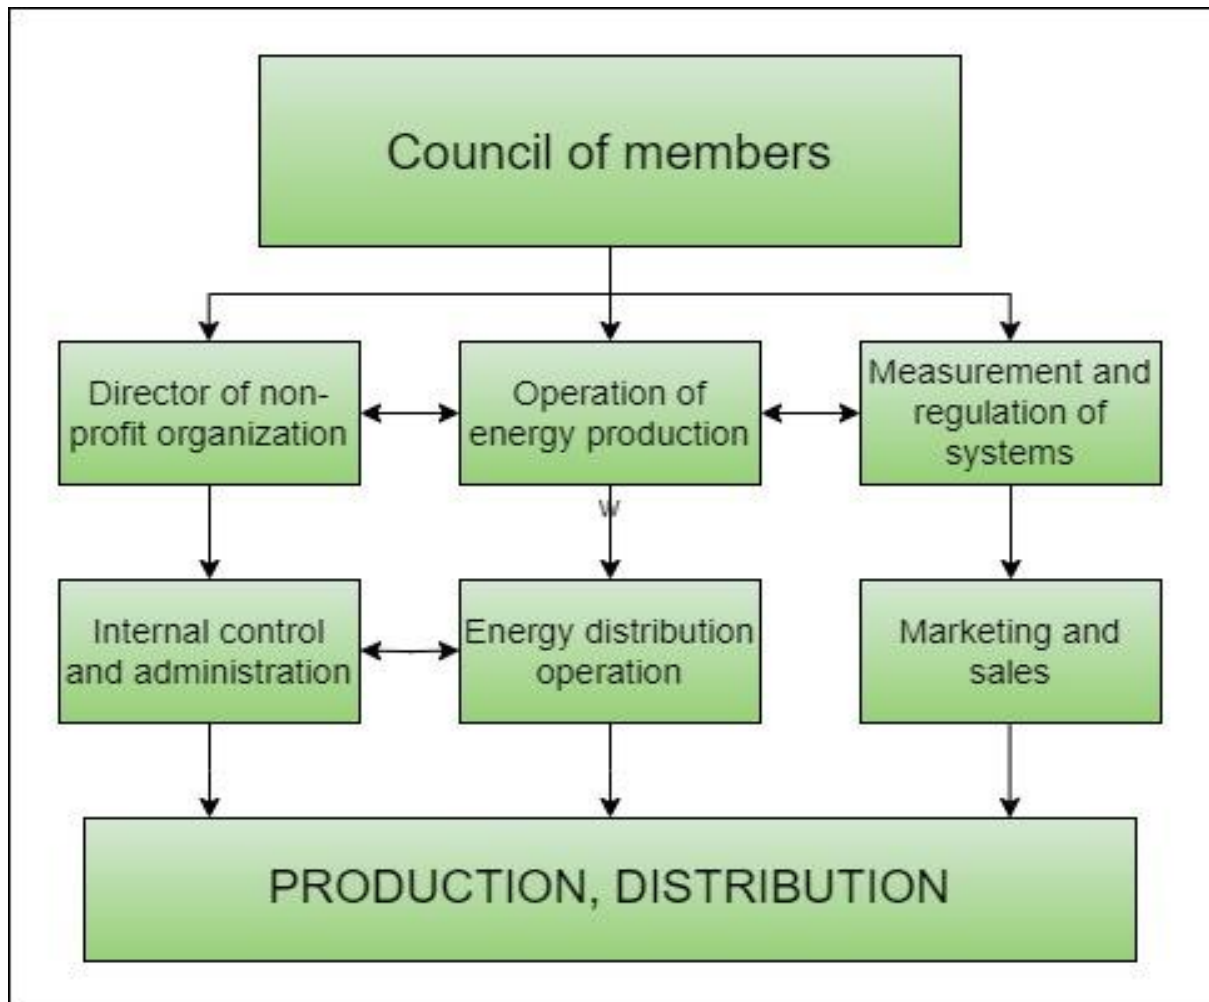 Council of members
Director of non-
profit organization
Operation of
energy production
Measurement and
regulation of
systems
w
Internal control
and administration
Energy distribution
operation
Marketing and
sales
PRODUCTION, DISTRIBUTION